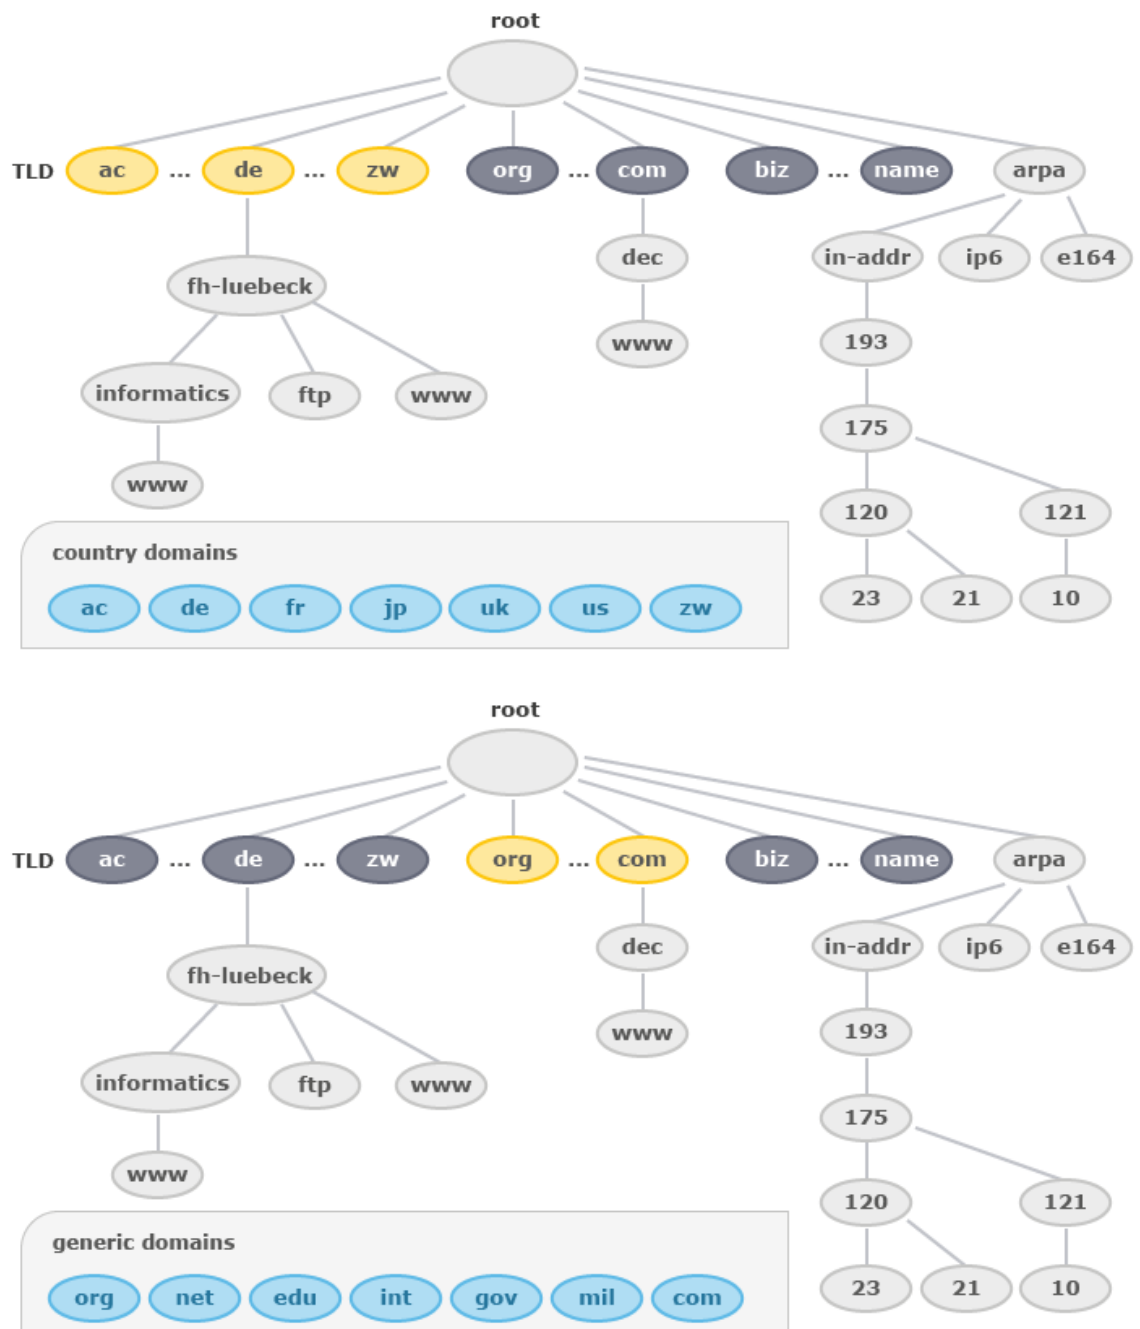 root
TLD ac ... de ... zw org ... com biz ... name arpa
dec in-addr ip6 e164
fh-luebeck
www 193
informatics ftp www
175
www
120 121
country domains
ac de fr jp uk us zw
23 21 10
root
TLD ac ... de ... zw org ... com biz ... name arpa
dec in-addr ip6 e164
fh-luebeck
www 193
informatics ftp www
175
www
120 121
generic domains
23 21 10
org net edu int gov mil com